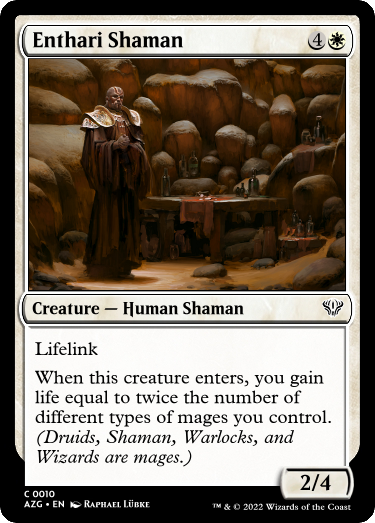 Enthari Shaman 4
Creature — Human Shaman
Lifelink
When this creature enters, you gain
life equal to twice the number of
different types of mages you control.
(Druids, Shaman, Warlocks, and
Wizards are mages.)
2/4
C 0010
AZG • EN Raphael Lübke
™ & © 2022 Wizards of the Coast